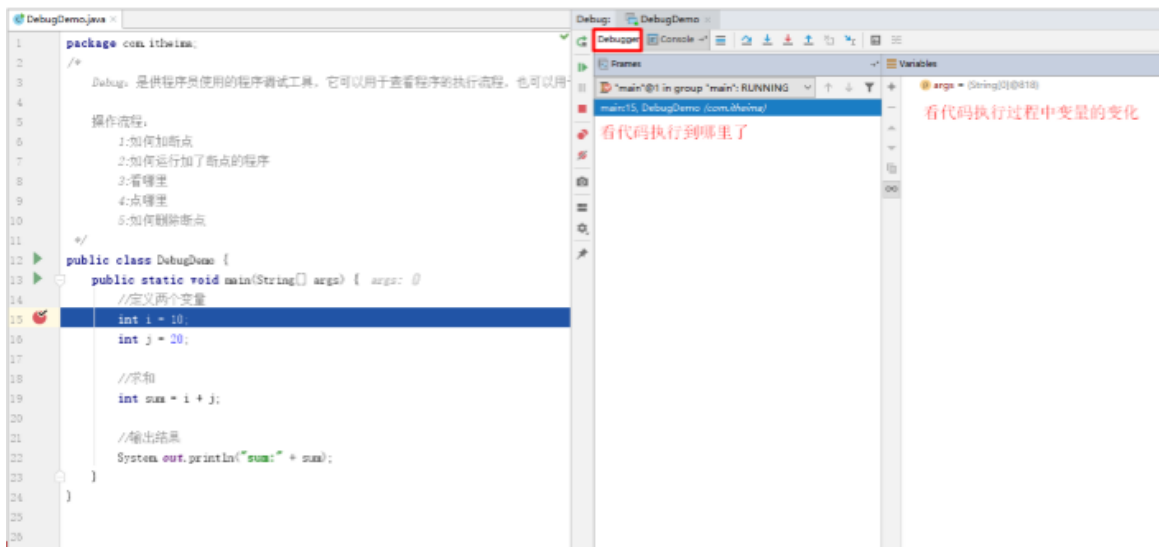 DebugDemo.java ×
1 package com.itheima;
2 /*
3 Debug：是供程序员使用的程序调试工具，它可以用于查看程序的执行流程，也可以用
4
5 操作流程：
6 1:如何加断点
7 2:如何运行加了断点的程序
8 3:看哪里
9 4:点哪里
10 5:如何删除断点
11 */
12 public class DebugDemo {
13 public static void main(String[] args) { args: {}
14 //定义两个变量
15 int i = 10;
16 int j = 20;
17
18 //求和
19 int sum = i + j;
20
21 //输出结果
22 System.out.println("sum:" + sum);
23 }
24 }
25
26
Debug: DebugDemo ×
Debugger Console
Frames
"main"@1 in group "main": RUNNING
main:15, DebugDemo (com.itheima)
看代码执行到哪里了
Variables
args = {String[0]@818}
看代码执行过程中变量的变化